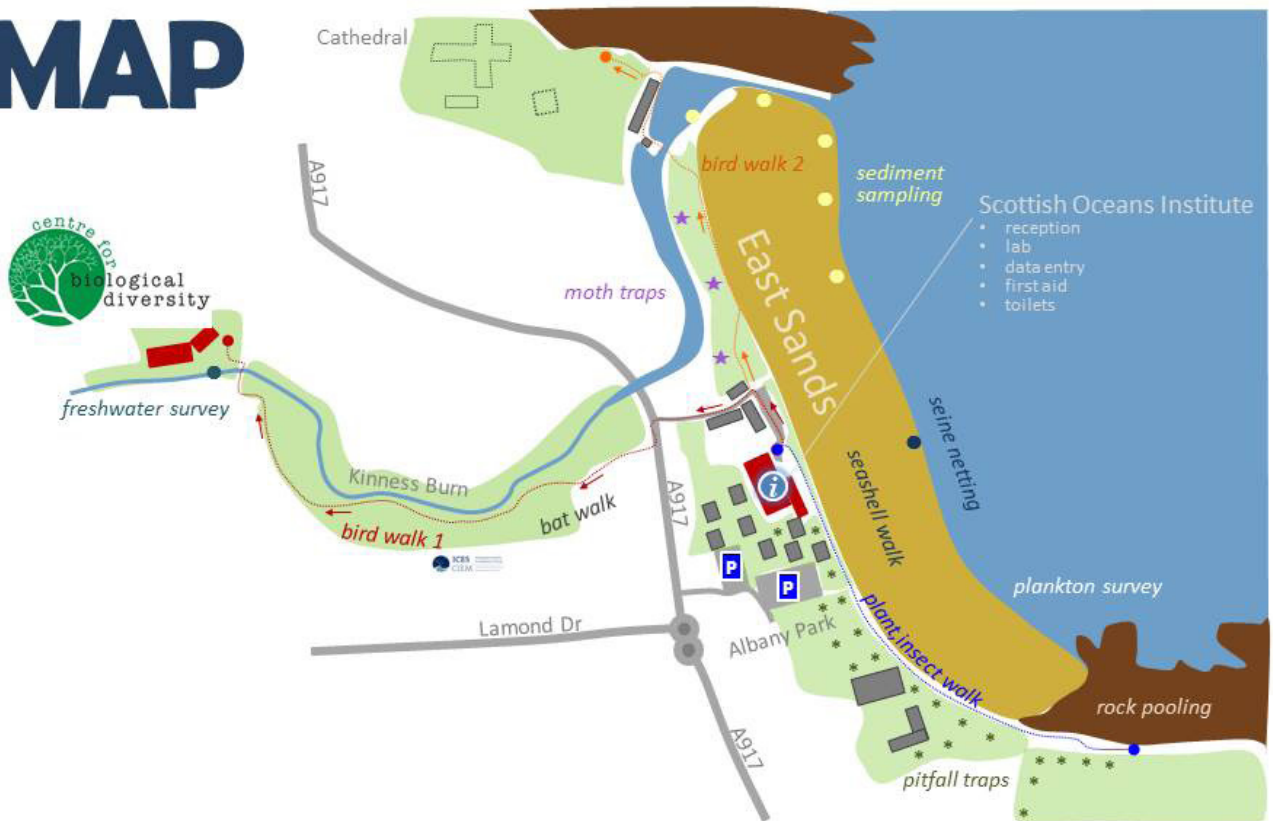 MAP
Cathedral
A917
bird walk 2
sediment
sampling
Scottish Oceans Institute
• reception
• lab
• data entry
• first aid
• toilets
centre for
biological
diversity
moth traps
East Sands
freshwater survey
seine netting
Kinness Burn
A917
bat walk
seashell walk
bird walk 1
i
ICES
CIEM
P
P
plankton survey
Lamond Dr
Albany Park
plant,insect walk
rock pooling
A917
pitfall traps